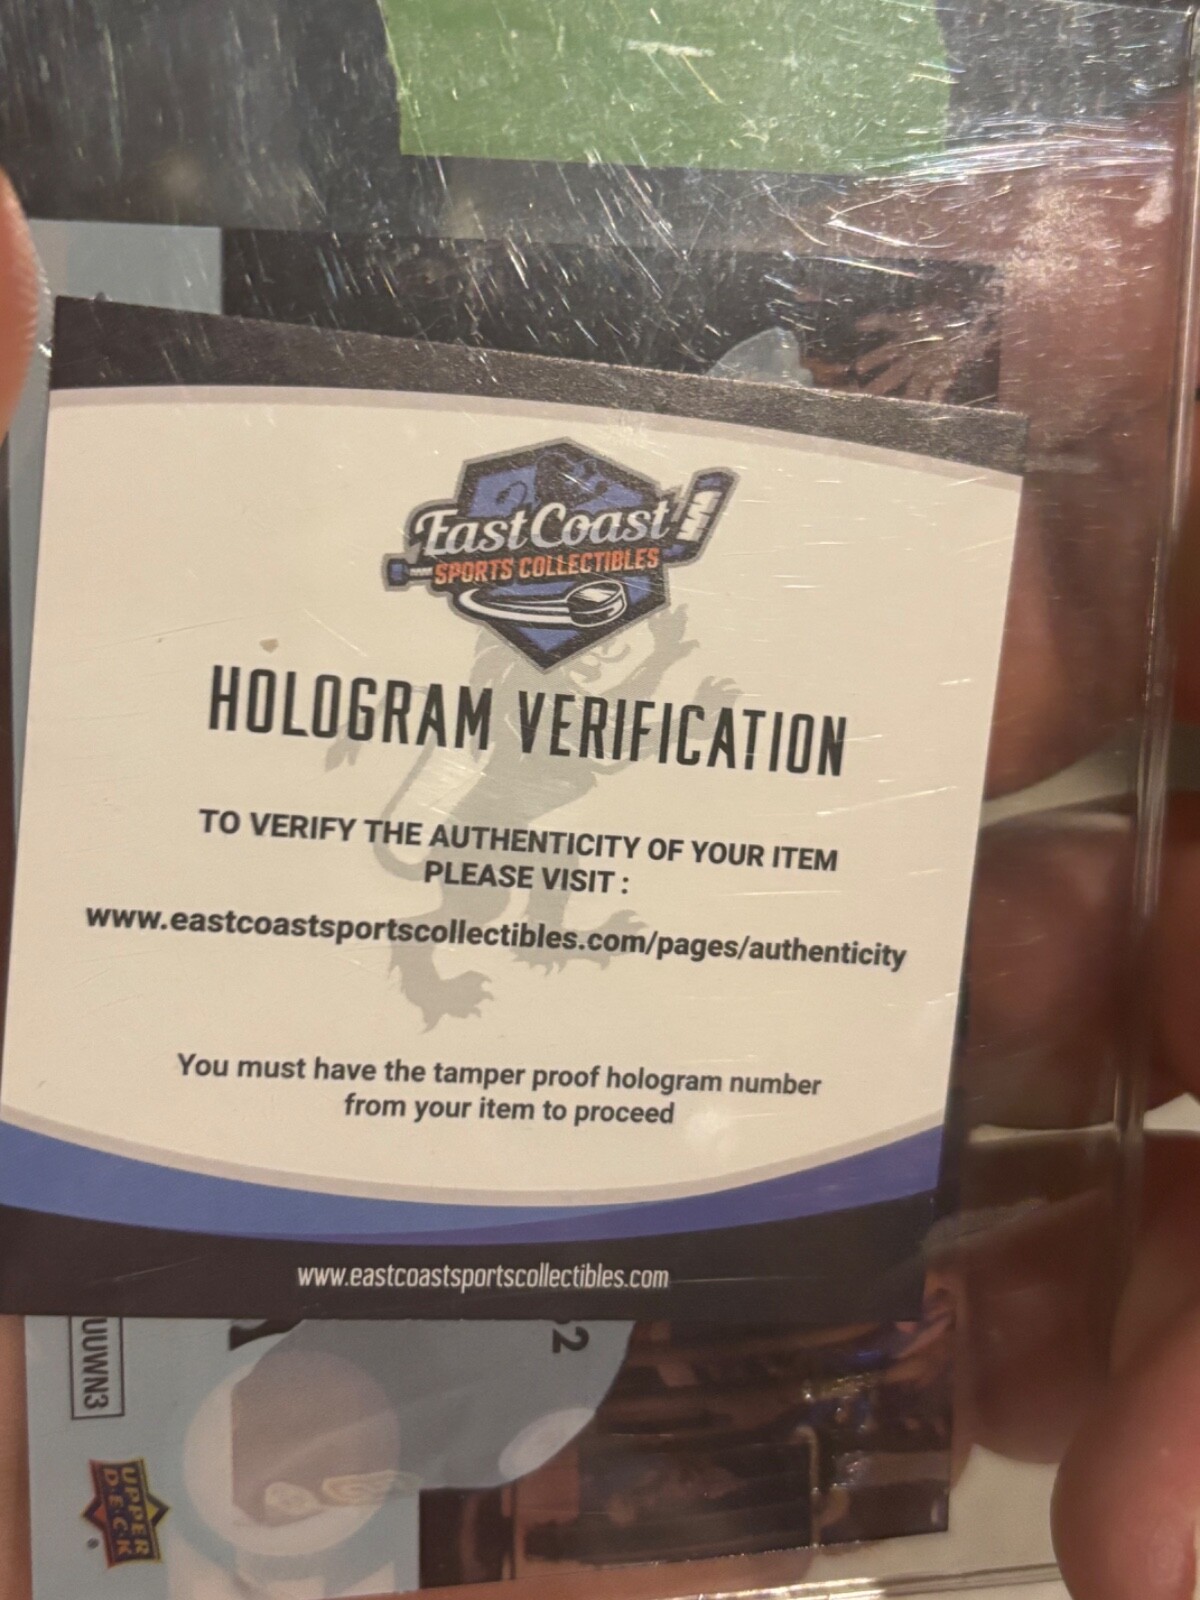 East Coast
SPORTS COLLECTIBLES
HOLOGRAM VERIFICATION
TO VERIFY THE AUTHENTICITY OF YOUR ITEM
PLEASE VISIT :
www.eastcoastsportscollectibles.com/pages/authenticity
You must have the tamper proof hologram number
from your item to proceed
www.eastcoastsportscollectibles.com
UUWN3
UPPER
DECK